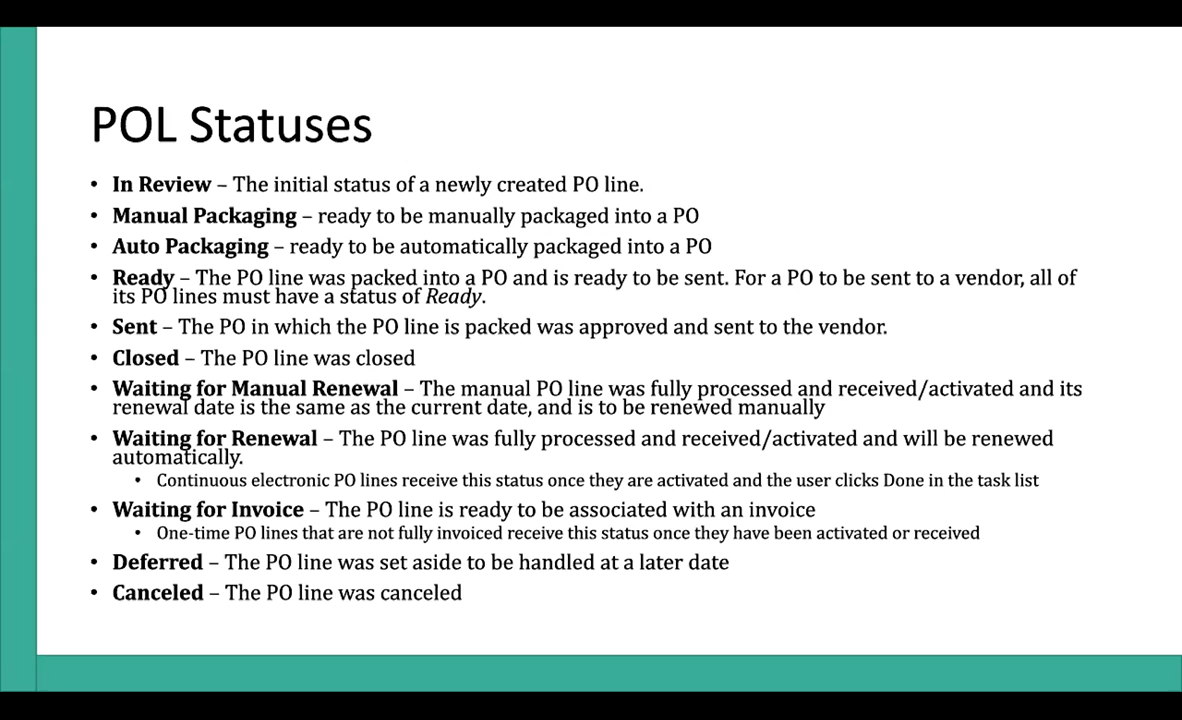 POL Statuses
• In Review – The initial status of a newly created PO line.
• Manual Packaging – ready to be manually packaged into a PO
• Auto Packaging – ready to be automatically packaged into a PO
• Ready – The PO line was packed into a PO and is ready to be sent. For a PO to be sent to a vendor, all of
its PO lines must have a status of Ready.
• Sent – The PO in which the PO line is packed was approved and sent to the vendor.
• Closed – The PO line was closed
• Waiting for Manual Renewal – The manual PO line was fully processed and received/activated and its
renewal date is the same as the current date, and is to be renewed manually
• Waiting for Renewal – The PO line was fully processed and received/activated and will be renewed
automatically.
• Continuous electronic PO lines receive this status once they are activated and the user clicks Done in the task list
• Waiting for Invoice – The PO line is ready to be associated with an invoice
• One-time PO lines that are not fully invoiced receive this status once they have been activated or received
• Deferred – The PO line was set aside to be handled at a later date
• Canceled – The PO line was canceled